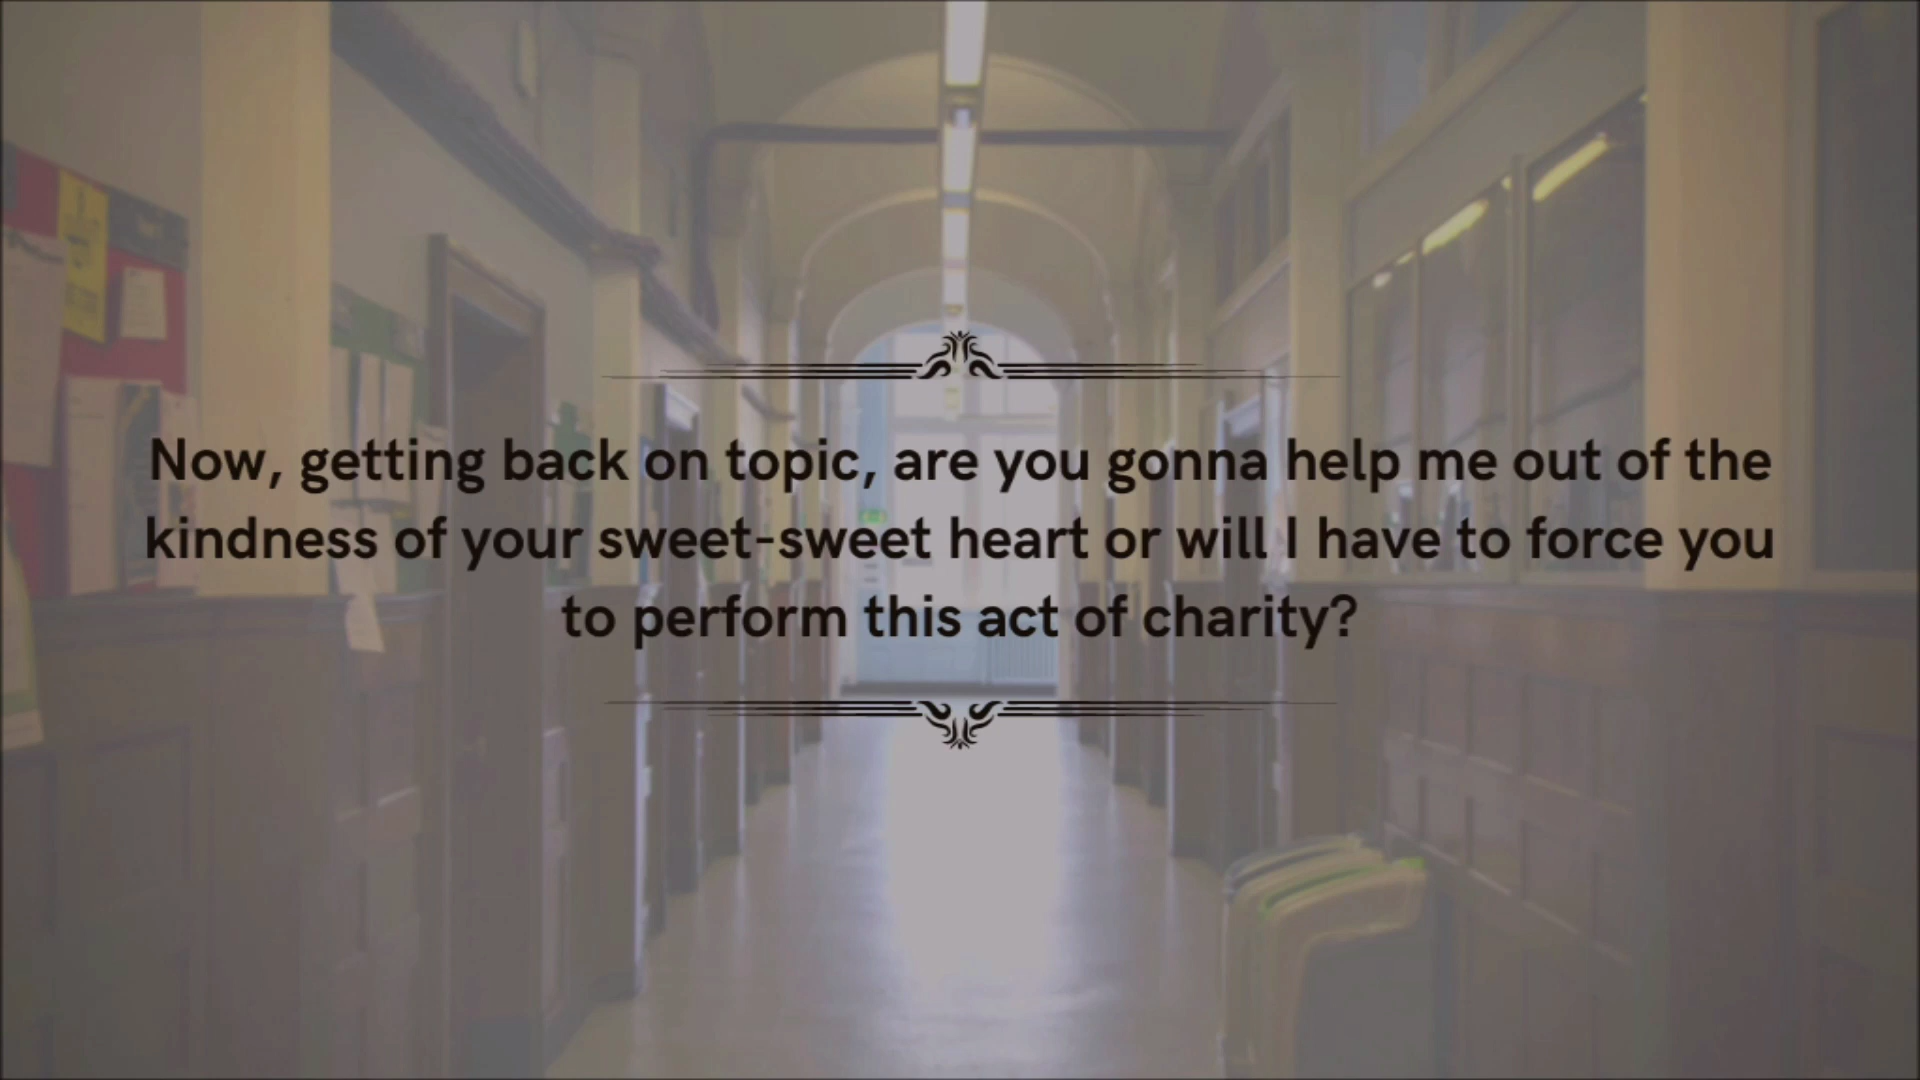 Now, getting back on topic, are you gonna help me out of the
kindness of your sweet-sweet heart or will I have to force you
to perform this act of charity?